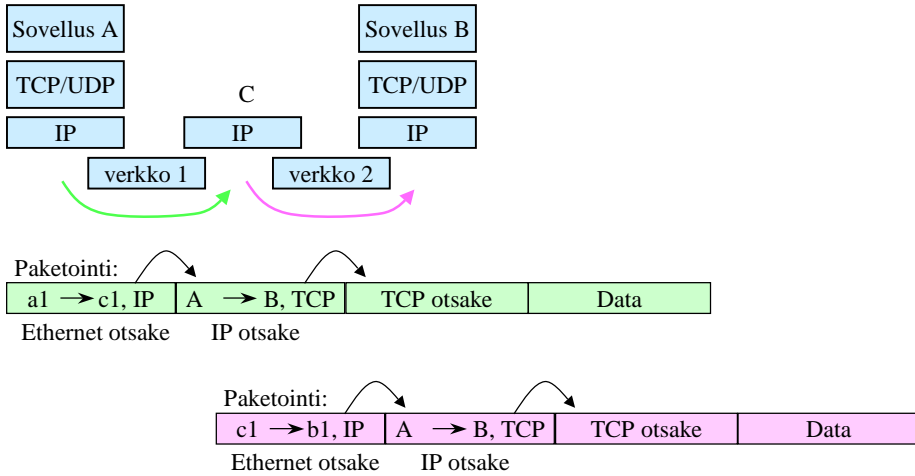 Sovellus A
Sovellus B
TCP/UDP
TCP/UDP
C
IP
IP
IP
verkko 1
verkko 2
Paketointi:
a1 → c1, IP
A → B, TCP
TCP otsake
Data
Ethernet otsake
IP otsake
Paketointi:
c1 → b1, IP
A → B, TCP
TCP otsake
Data
Ethernet otsake
IP otsake